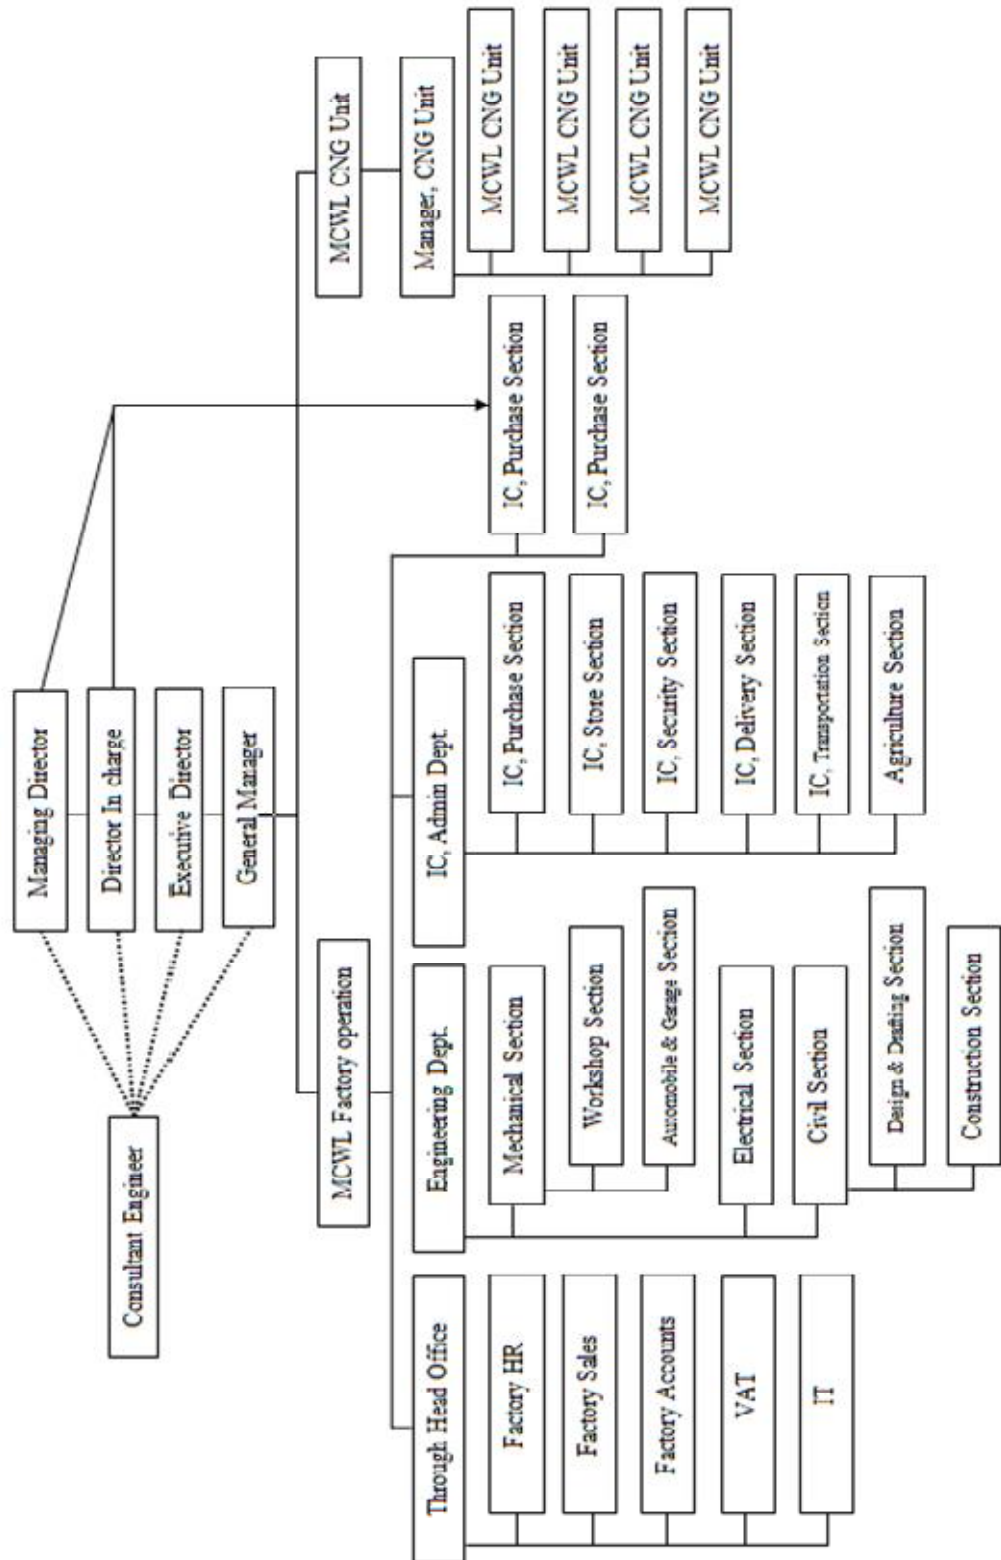 Consultant Engineer
Managing Director
Director In charge
Executive Director
General Manager
MCWL Factory operation
MCWL CNG Unit
Through Head Office
Factory HR
Factory Sales
Factory Accounts
VAT
IT
Engineering Dept.
Mechanical Section
Workshop Section
Automobile & Garage Section
Electrical Section
Civil Section
Design & Drafting Section
Construction Section
IC, Admin Dept.
IC, Purchase Section
IC, Store Section
IC, Security Section
IC, Delivery Section
IC, Transportation Section
Agriculture Section
IC, Purchase Section
IC, Purchase Section
Manager, CNG Unit
MCWL CNG Unit
MCWL CNG Unit
MCWL CNG Unit
MCWL CNG Unit